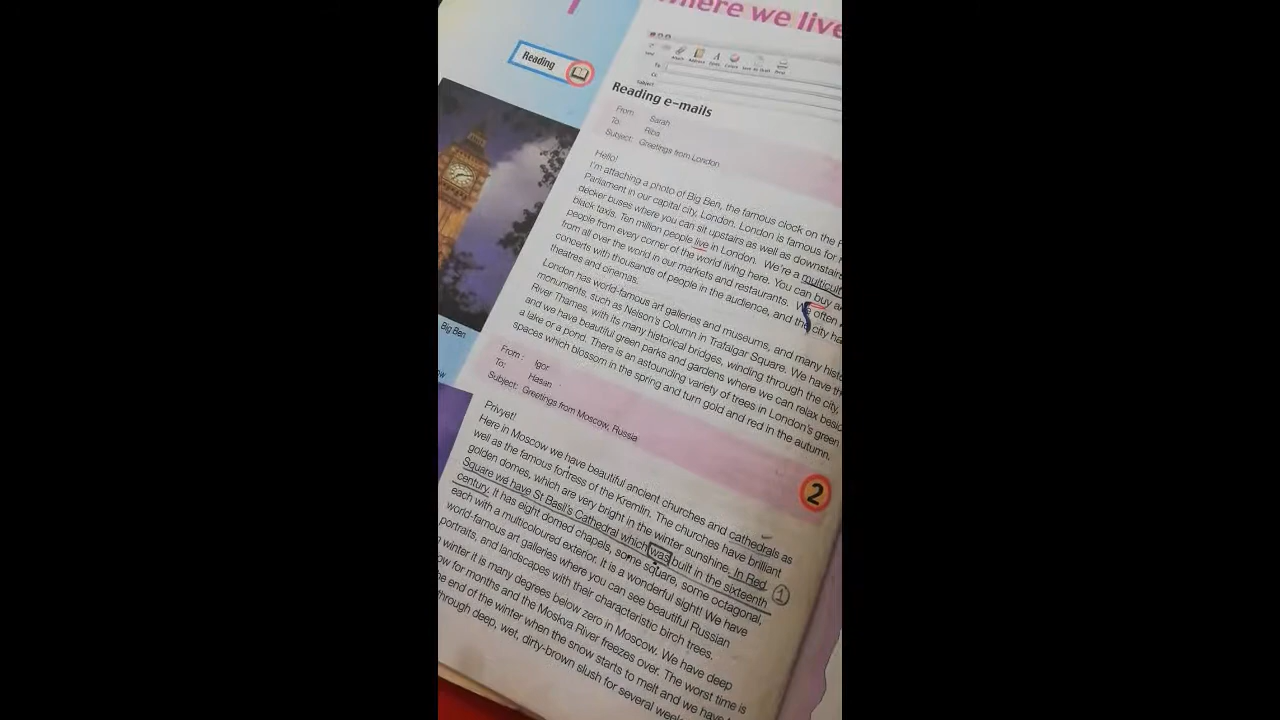 1
Where we live
Reading
To:
Cc:
Subject:
Reading e-mails
From: Sarah
To: Riba
Subject: Greetings from London
Hello!
I'm attaching a photo of Big Ben, the famous clock on the
Parliament in our capital city, London. London is famous for
decker buses where you can sit upstairs as well as downstairs
black taxis. Ten million people live in London. We're a
people from every corner of the world living here. You can buy
from all over the world in our markets and restaurants. We often
concerts with thousands of people in the audience, and the city
theatres and cinemas.
London has world-famous art galleries and museums, and many
monuments, such as Nelson's Column in Trafalgar Square. We have
River Thames, with its many historical bridges, winding through the city,
and we have beautiful green parks and gardens where we can relax
a lake or a pond. There is an astounding variety of trees in London's green
spaces which blossom in the spring and turn gold and red in the autumn.
Big Ben
From: Igor
To: Hasan
Subject: Greetings from Moscow, Russia
2
Privyet!
Here in Moscow we have beautiful ancient churches and cathedrals as
well as the famous fortress of the Kremlin. The churches have brilliant
golden domes, which are very bright in the winter sunshine. In Red
Square we have St Basil's Cathedral which was built in the sixteenth
century. It has eight domed chapels, some square, some octagonal,
1
each with a multicoloured exterior. It is a wonderful sight! We have
world-famous art galleries where you can see beautiful Russian
portraits, and landscapes with their characteristic birch trees.
winter it is many degrees below zero in Moscow. We have deep
for months and the Moskva River freezes over. The worst time is
end of the winter when the snow starts to melt and we have
through deep, wet, dirty-brown slush for several